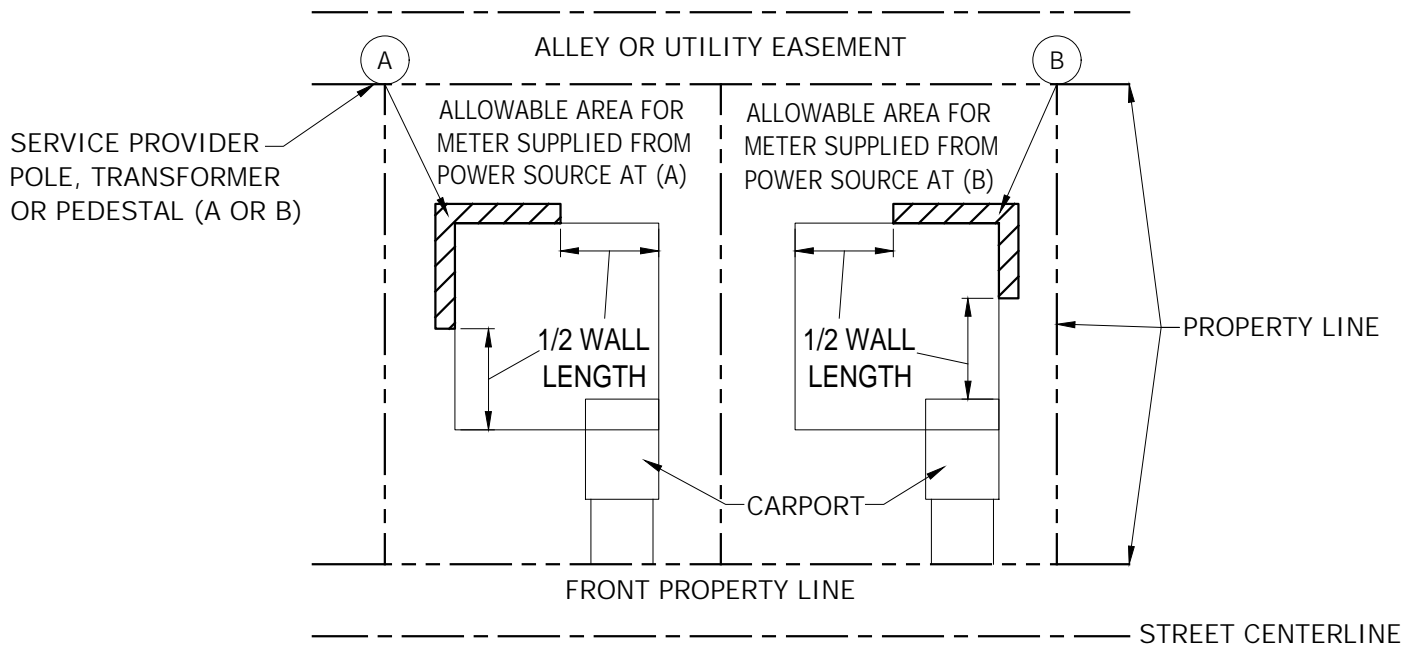 ALLEY OR UTILITY EASEMENT
A
B
ALLOWABLE AREA FOR
METER SUPPLIED FROM
POWER SOURCE AT (A)
ALLOWABLE AREA FOR
METER SUPPLIED FROM
POWER SOURCE AT (B)
SERVICE PROVIDER
POLE, TRANSFORMER
OR PEDESTAL (A OR B)
1/2 WALL
LENGTH
1/2 WALL
LENGTH
PROPERTY LINE
CARPORT
FRONT PROPERTY LINE
STREET CENTERLINE